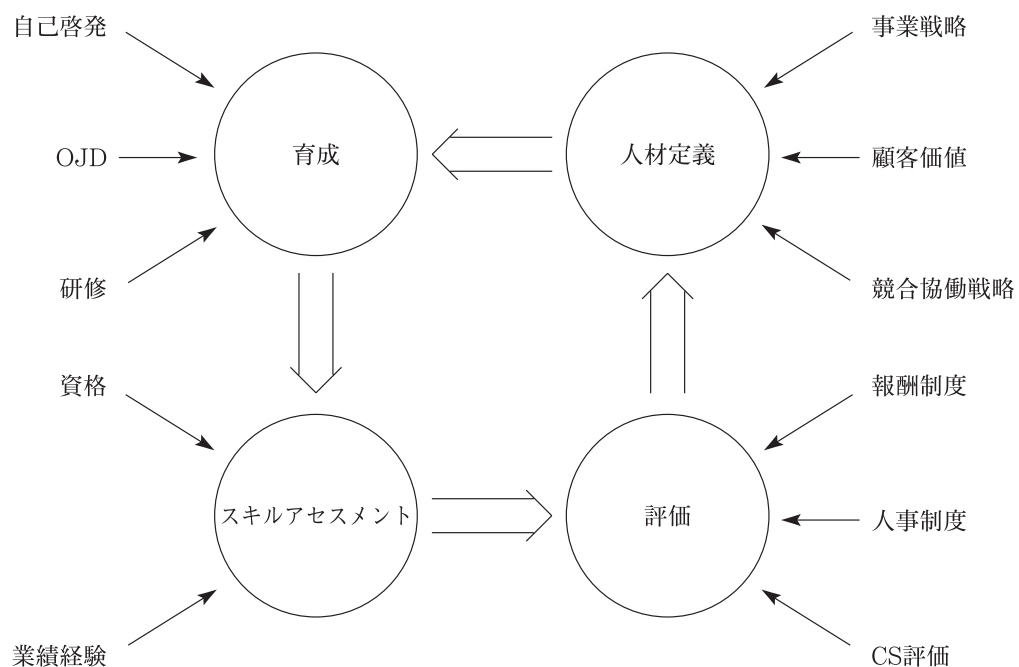 自己啓発
事業戦略
OJD
育成
人材定義
顧客価値
研修
競合協働戦略
資格
報酬制度
スキルアセスメント
評価
人事制度
業績経験
CS評価